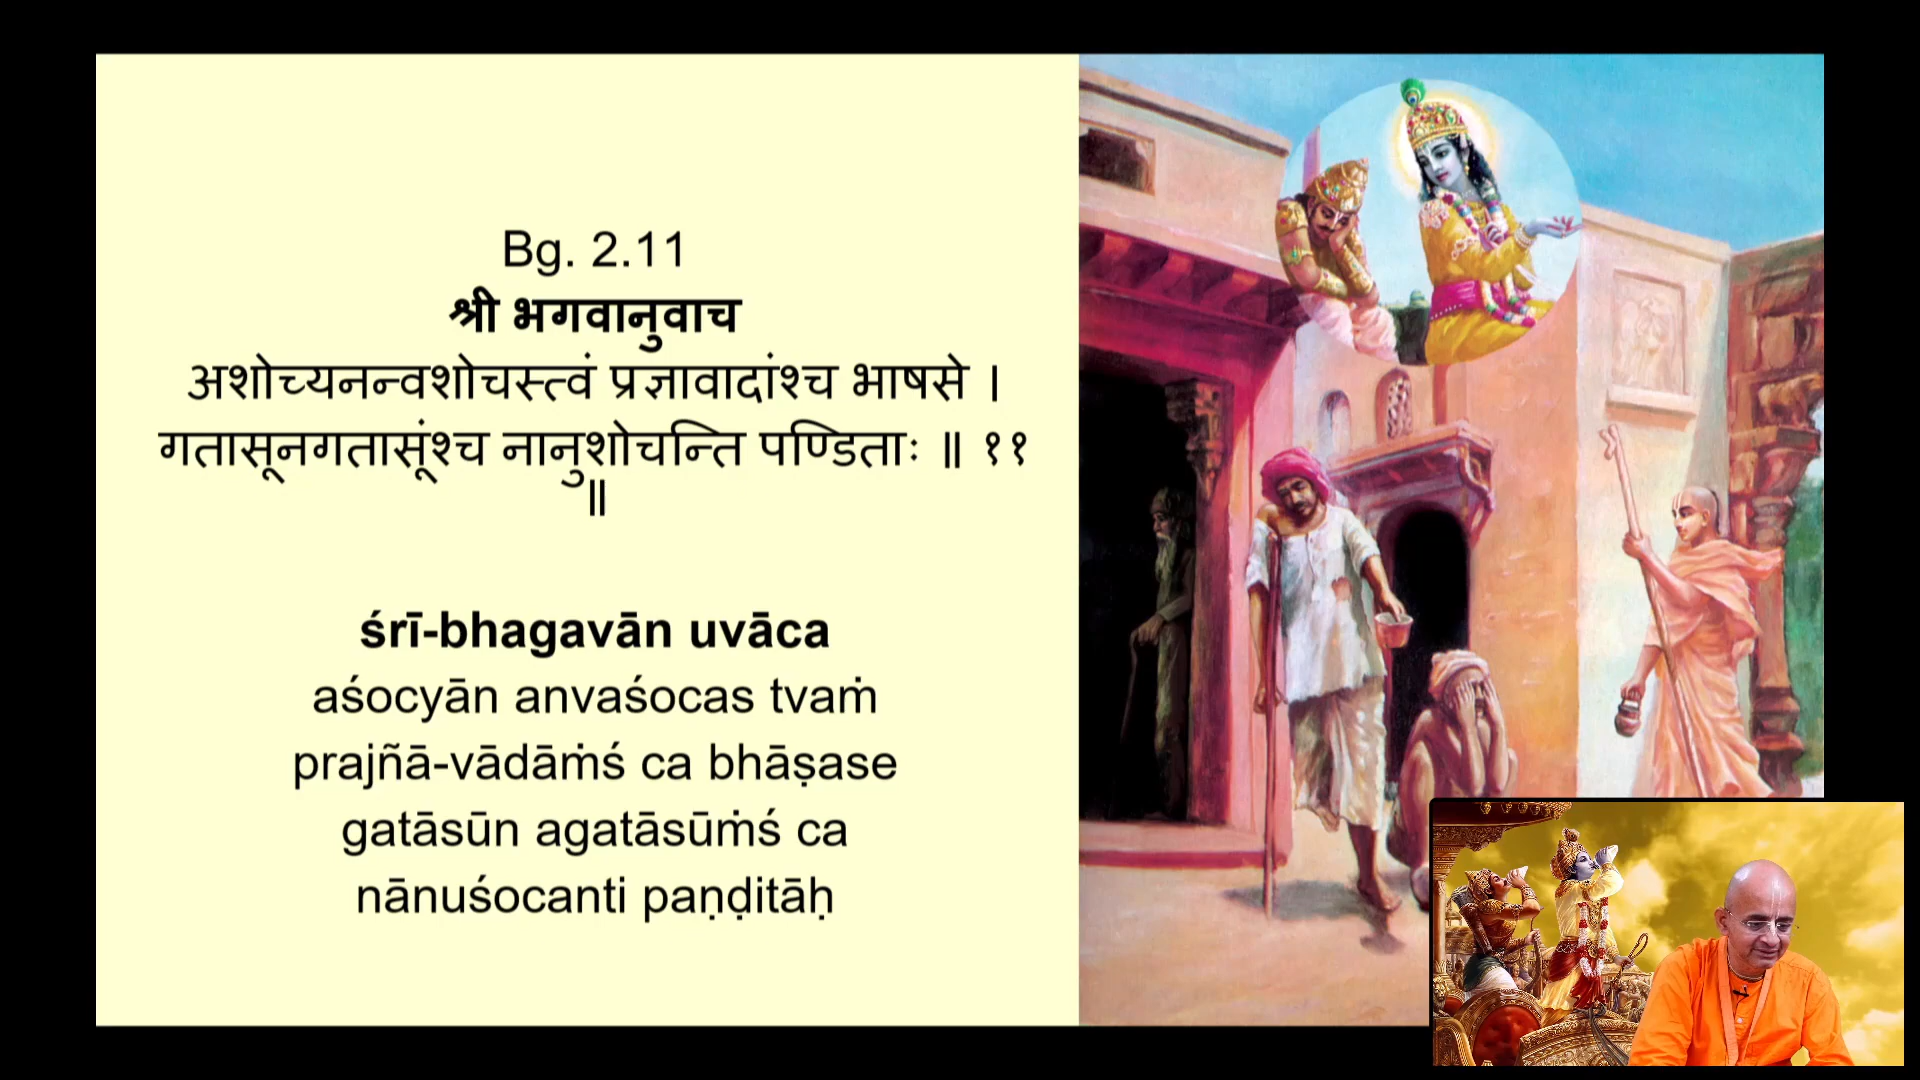 Bg. 2.11
श्री भगवानुवाच
अशोच्यनन्वशोचस्त्वं प्रज्ञावादांश्च भाषसे ।
गतासूनगतासूंश्च नानुशोचन्ति पण्डिताः ॥ ११
॥
śrī-bhagavān uvāca
aśocyān anvaśocas tvaṁ
prajñā-vādāṁś ca bhāṣase
gatāsūn agatāsūṁś ca
nānuśocanti paṇḍitāḥ